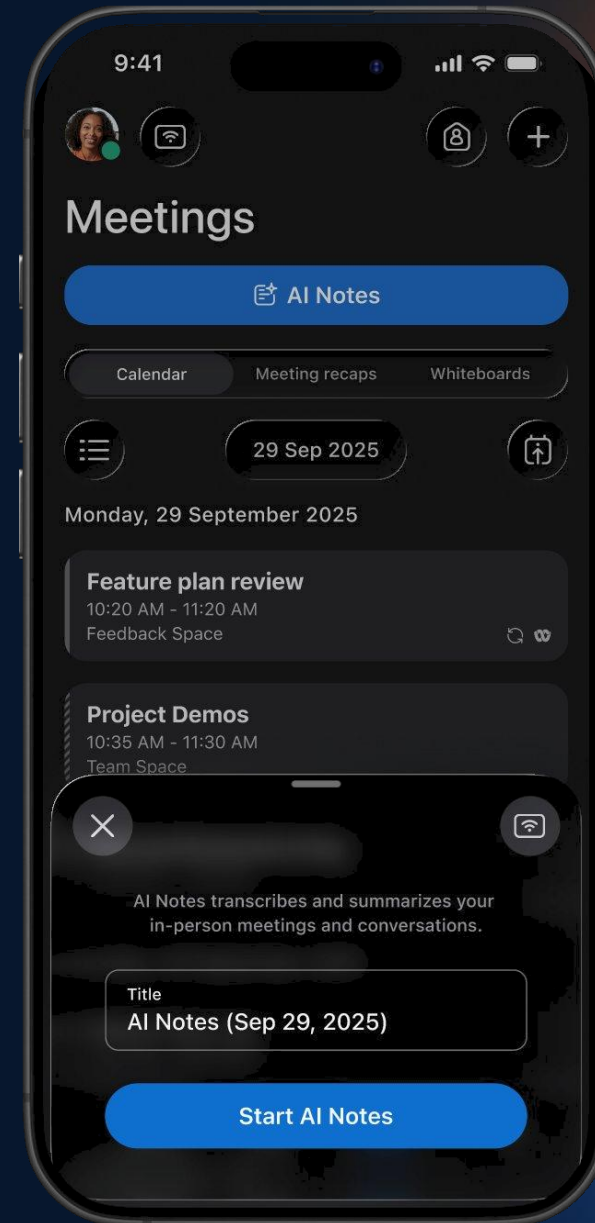 9:41
Meetings
AI Notes
Calendar Meeting recaps Whiteboards
29 Sep 2025
Monday, 29 September 2025
Feature plan review
10:20 AM - 11:20 AM
Feedback Space
Project Demos
10:35 AM - 11:30 AM
Team Space
AI Notes transcribes and summarizes your
in-person meetings and conversations.
Title
AI Notes (Sep 29, 2025)
Start AI Notes